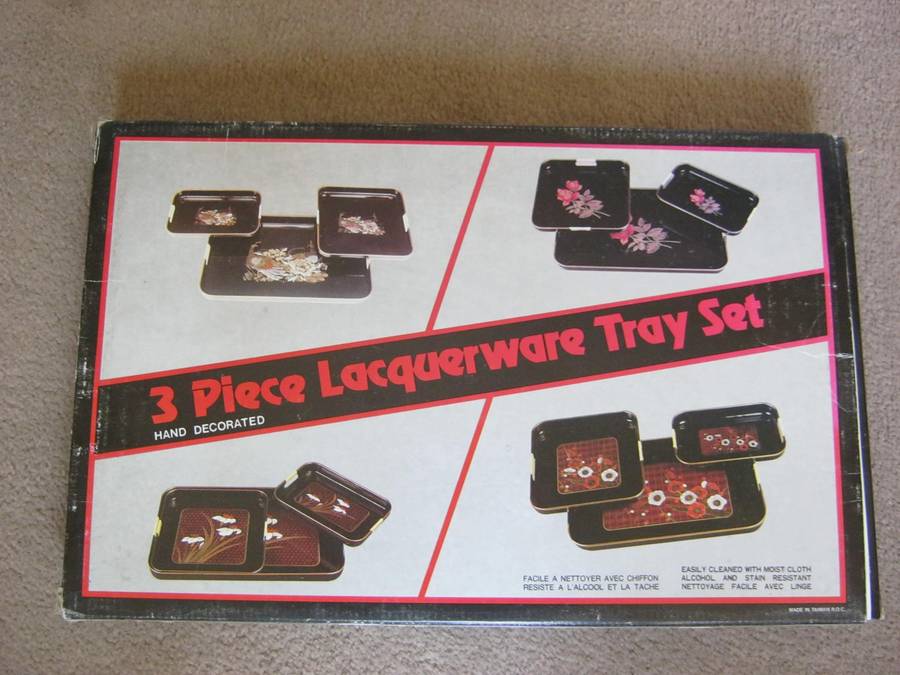 3 Piece Lacquerware Tray Set
HAND DECORATED
FACILE A NETTOYER AVEC CHIFFON
RESISTE A L'ALCOOL ET LA TACHE
EASILY CLEANED WITH MOIST CLOTH
ALCOHOL AND STAIN RESISTANT
NETTOYAGE FACILE AVEC LINGE
MADE IN TAIWAN R.O.C.